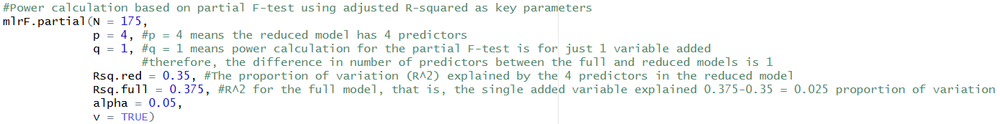 #Power calculation based on partial F-test using adjusted R-squared as key parameters
mlrF.partial(N = 175,
p = 4, #p = 4 means the reduced model has 4 predictors
q = 1, #q = 1 means power calculation for the partial F-test is for just 1 variable added
#therefore, the difference in number of predictors between the full and reduced models is 1
Rsq.red = 0.35, #The proportion of variation (R^2) explained by the 4 predictors in the reduced model
Rsq.full = 0.375, #R^2 for the full model, that is, the single added variable explained 0.375-0.35 = 0.025 proportion of variation
alpha = 0.05,
v = TRUE)